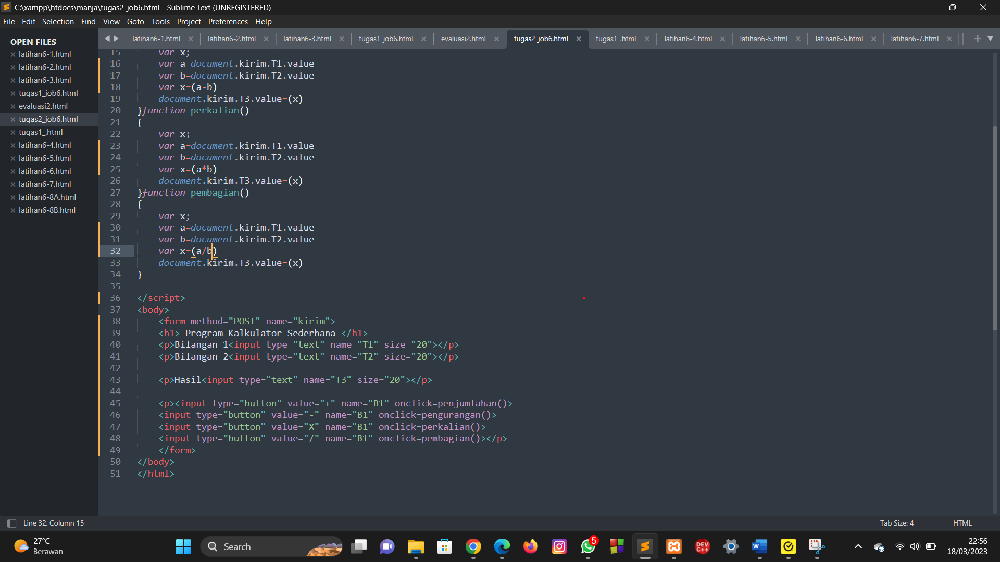 C:\xampp\htdocs\manja\tugas2_job6.html - Sublime Text (UNREGISTERED)
File Edit Selection Find View Goto Tools Project Preferences Help
OPEN FILES
latihan6-1.html
latihan6-2.html
latihan6-3.html
tugas1_job6.html
evaluasi2.html
tugas2_job6.html
tugas1_.html
latihan6-4.html
latihan6-5.html
latihan6-6.html
latihan6-7.html
latihan6-8A.html
latihan6-8B.html
latihan6-1.html latihan6-2.html latihan6-3.html tugas1_job6.html evaluasi2.html tugas2_job6.html tugas1_.html latihan6-4.html latihan6-5.html latihan6-6.html latihan6-7.html
15 var x;
16 var a=document.kirim.T1.value
17 var b=document.kirim.T2.value
18 var x=(a-b)
19 document.kirim.T3.value=(x)
20 }function perkalian()
21 {
22 var x;
23 var a=document.kirim.T1.value
24 var b=document.kirim.T2.value
25 var x=(a*b)
26 document.kirim.T3.value=(x)
27 }function pembagian()
28 {
29 var x;
30 var a=document.kirim.T1.value
31 var b=document.kirim.T2.value
32 var x=(a/b)
33 document.kirim.T3.value=(x)
34 }
35
36 </script>
37 <body>
38 <form method="POST" name="kirim">
39 <h1> Program Kalkulator Sederhana </h1>
40 <p>Bilangan 1<input type="text" name="T1" size="20"></p>
41 <p>Bilangan 2<input type="text" name="T2" size="20"></p>
42
43 <p>Hasil<input type="text" name="T3" size="20"></p>
44
45 <p><input type="button" value="+" name="B1" onclick=penjumlahan()>
46 <input type="button" value="-" name="B1" onclick=pengurangan()>
47 <input type="button" value="X" name="B1" onclick=perkalian()>
48 <input type="button" value="/" name="B1" onclick=pembagian()></p>
49 </form>
50 </body>
51 </html>
Line 32, Column 15
Tab Size: 4
HTML
27°C
Berawan
Search
5
DEV
C++
W
22:56
18/03/2023